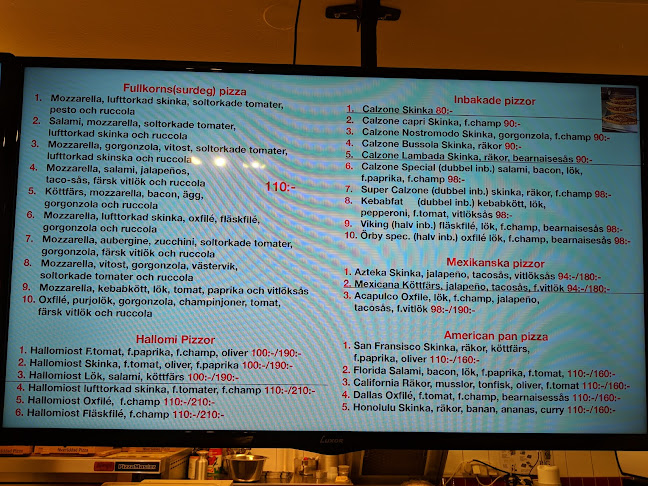 Fullkorns(surdeg) pizza
1. Mozzarella, lufttorkad skinka, soltorkade tomater,
pesto och ruccola
2. Salami, mozzarella, soltorkade tomater,
lufttorkad skinka och ruccola
3. Mozzarella, gorgonzola, vitost, soltorkade tomater,
lufttorkad skinska och ruccola
4. Mozzarella, salami, jalapeños,
taco-sås, färsk vitlök och ruccola
110:-
5. Köttfärs, mozzarella, bacon, ägg,
gorgonzola och ruccola
6. Mozzarella, lufttorkad skinka, oxfilé, fläskfilé,
gorgonzola och ruccola
7. Mozzarella, aubergine, zucchini, soltorkade tomater,
gorgonzola, färsk vitlök och ruccola
8. Mozzarella, vitost, gorgonzola, västervik,
soltorkade tomater och ruccola
9. Mozzarella, kebabkött, lök, tomat, paprika och vitlöksås
10. Oxfilé, purjolök, gorgonzola, champinjoner, tomat,
färsk vitlök och ruccola
Hallomi Pizzor
1. Hallomiost F.tomat, f.paprika, f.champ, oliver 100:-/190:-
2. Hallomiost Skinka, f.tomat, oliver, f.paprika 100:-/190:-
3. Hallomiost Lök, salami, köttfärs 100:-/190:-
4. Hallomiost lufttorkad skinka, f.tomater, f.champ 110:-/210:-
5. Hallomiost Oxfilé, f.champ 110:-/210:-
6. Hallomiost Fläskfilé, f.champ 110:-/210:-
Inbakade pizzor
1. Calzone Skinka 80:-
2. Calzone capri Skinka, f.champ 90:-
3. Calzone Nostromodo Skinka, gorgonzola, f.champ 90:-
4. Calzone Bussola Skinka, räkor 90:-
5. Calzone Lambada Skinka, räkor, bearnaisesås 90:-
6. Calzone Special (dubbel inb.) salami, bacon, lök,
f.paprika, f.champ 98:-
7. Super Calzone (dubbel inb.) skinka, räkor, f.champ 98:-
8. Kebabfat (dubbel inb.) kebabkött, lök,
pepperoni, f.tomat, vitlöksås 98:-
9. Viking (halv inb.) fläskfilé, lök, f.champ, bearnaisesås 98:-
10. Örby spec. (halv inb.) oxfilé lök, f.champ, bearnaisesås 98:-
Mexikanska pizzor
1. Azteka Skinka, jalapeño, tacosås, vitlöksås 94:-/180:-
2. Mexicana Köttfärs, jalapeño, tacosås, f.vitlök 94:-/180:-
3. Acapulco Oxfile, lök, f.champ, jalapeño,
tacosås, f.vitlök 98:-/190:-
American pan pizza
1. San Fransisco Skinka, räkor, köttfärs,
f.paprika, oliver 110:-/160:-
2. Florida Salami, bacon, lök, f.paprika, f.tomat, 110:-/160:-
3. California Räkor, musslor, tonfisk, oliver, f.tomat 110:-/160:-
4. Dallas Oxfilé, f.tomat, f.champ, bearnaisessås 110:-/160:-
5. Honolulu Skinka, räkor, banan, ananas, curry 110:-/160:-
Luxor
PizzaMaster